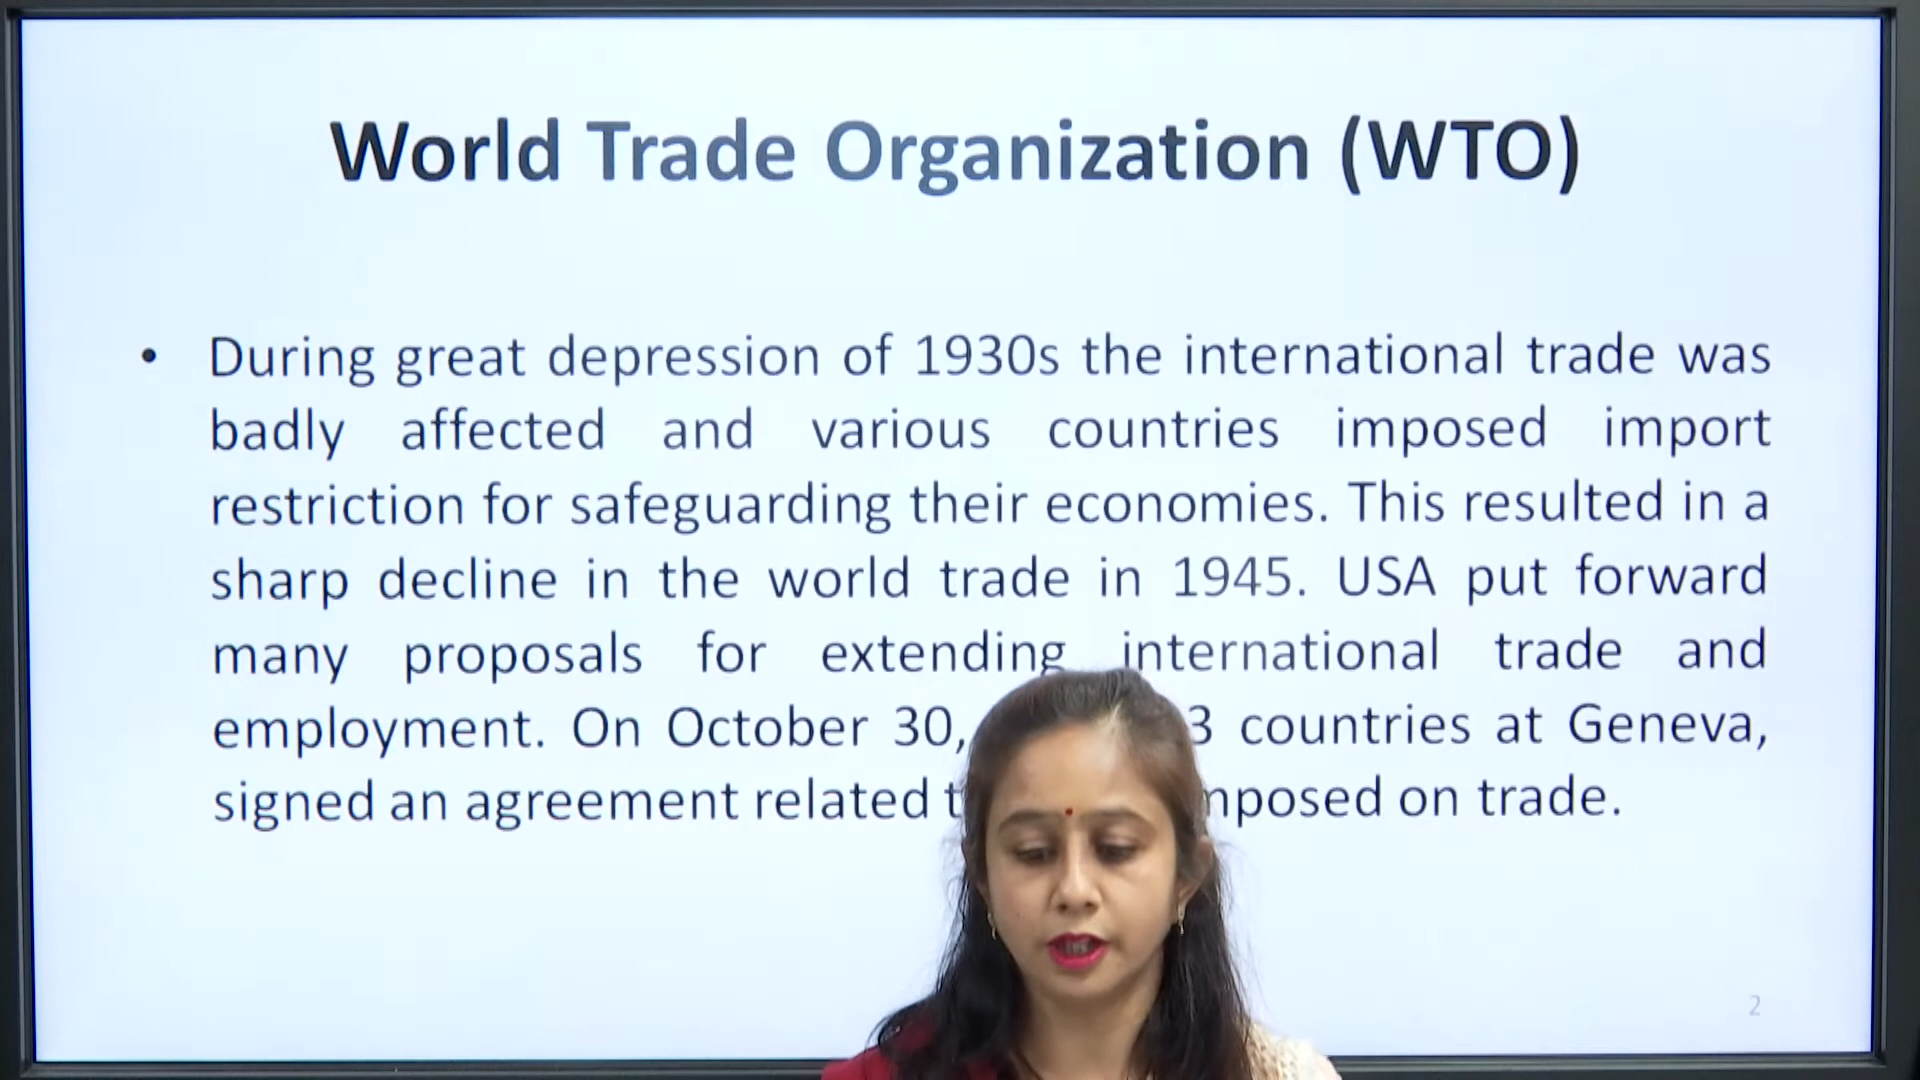 World Trade Organization (WTO)
• During great depression of 1930s the international trade was
badly affected and various countries imposed import
restriction for safeguarding their economies. This resulted in a
sharp decline in the world trade in 1945. USA put forward
many proposals for extending international trade and
employment. On October 30, 3 countries at Geneva,
signed an agreement related on trade.
2